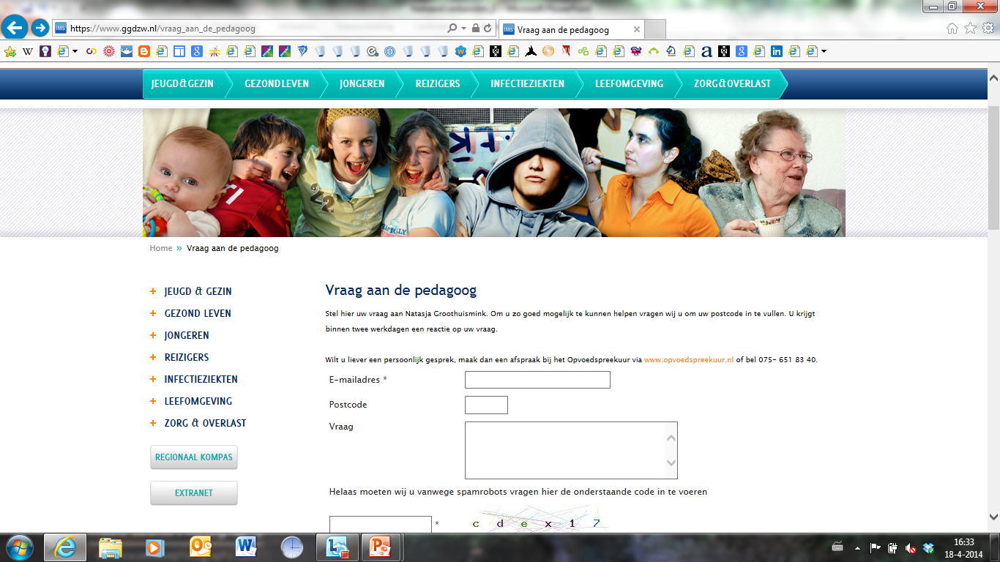 https://www.ggdzw.nl/vraag_aan_de_pedagoog
Vraag aan de pedagoog
JEUGD & GEZIN
GEZOND LEVEN
JONGEREN
REIZIGERS
INFECTIEZIEKTEN
LEEFOMGEVING
ZORG & OVERLAST
Home » Vraag aan de pedagoog
+ JEUGD & GEZIN
+ GEZOND LEVEN
+ JONGEREN
+ REIZIGERS
+ INFECTIEZIEKTEN
+ LEEFOMGEVING
+ ZORG & OVERLAST
REGIONAAL KOMPAS
EXTRANET
Vraag aan de pedagoog
Stel hier uw vraag aan Natasja Groothuismink. Om u zo goed mogelijk te kunnen helpen vragen wij u om uw postcode in te vullen. U krijgt
binnen twee werkdagen een reactie op uw vraag.
Wilt u liever een persoonlijk gesprek, maak dan een afspraak bij het Opvoedspreekuur via www.opvoedspreekuur.nl of bel 075- 651 83 40.
E-mailadres *
Postcode
Vraag
Helaas moeten wij u vanwege spamrobots vragen hier de onderstaande code in te voeren
* c d e x 1 7
16:33
18-4-2014